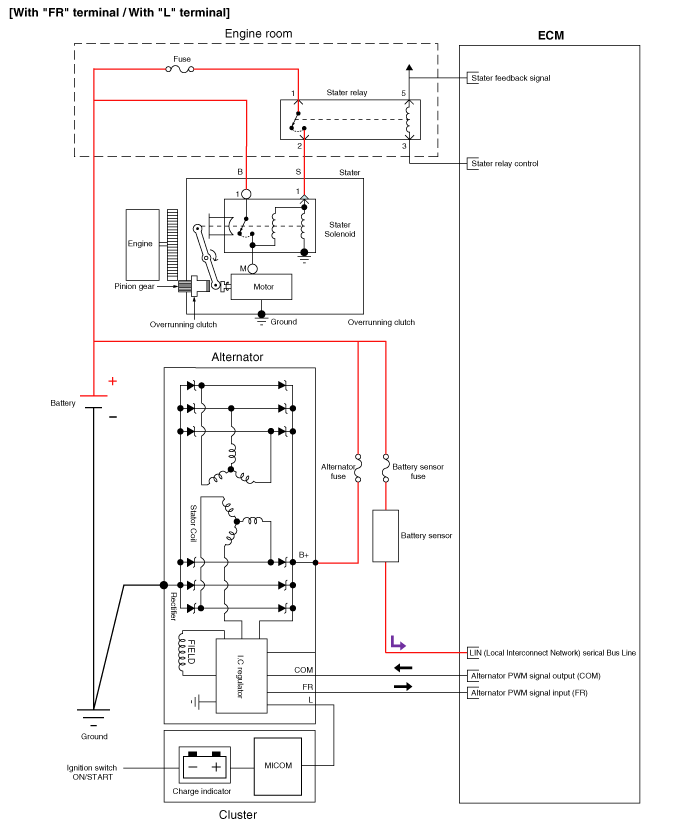 [With "FR" terminal / With "L" terminal]
Engine room
ECM
Fuse
Stater relay
1
5
2
3
Stater feedback signal
Stater relay control
B
S
Stater
1
1
Engine
Stater
Solenoid
M
Motor
Pinion gear
Overrunning clutch
Ground
Overrunning clutch
Alternator
+
Battery
−
Alternator
fuse
Battery sensor
fuse
Stator Coil
Battery sensor
B+
Rectifier
FIELD
I.C regulator
LIN (Local Interconnect Network) serical Bus Line
COM
Alternator PWM signal output (COM)
FR
Alternator PWM signal input (FR)
L
Ground
Ignition switch
ON/START
− +
MICOM
Charge indicator
Cluster